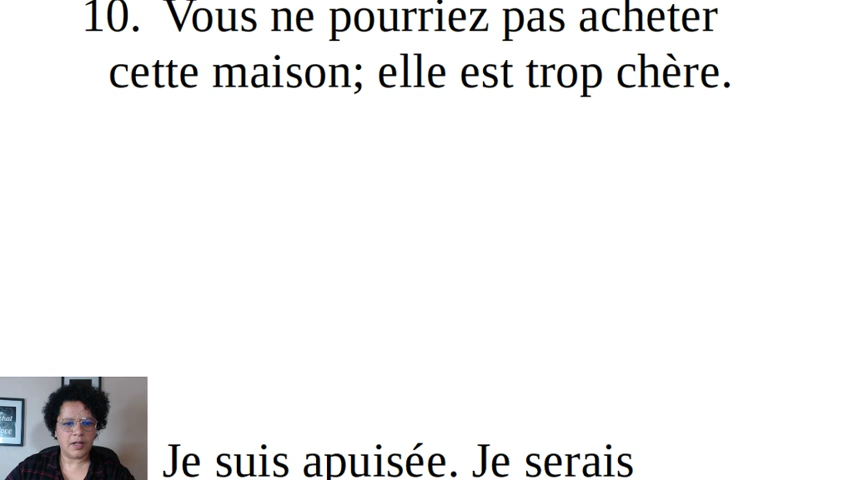 10. Vous ne pourriez pas acheter
cette maison; elle est trop chère.
Je suis apuisée. Je serais